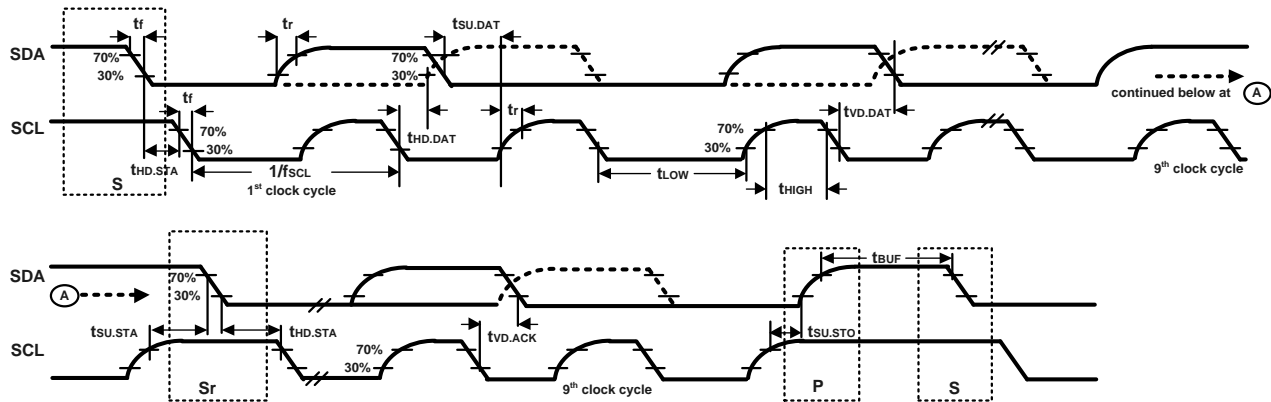 tf
tr
tSU.DAT
SDA
70%
30%
70%
30%
continued below at A
tf
tHD.DAT
tr
tVD.DAT
SCL
70%
30%
70%
30%
tHD.STA
1/fSCL
1st clock cycle
tLOW
tHIGH
9th clock cycle
S
SDA
70%
30%
tBUF
A
tSU.STA
tHD.STA
tVD.ACK
tSU.STO
SCL
70%
30%
Sr
9th clock cycle
P
S